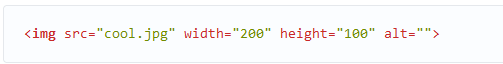 <img src="cool.jpg" width="200" height="100" alt="">